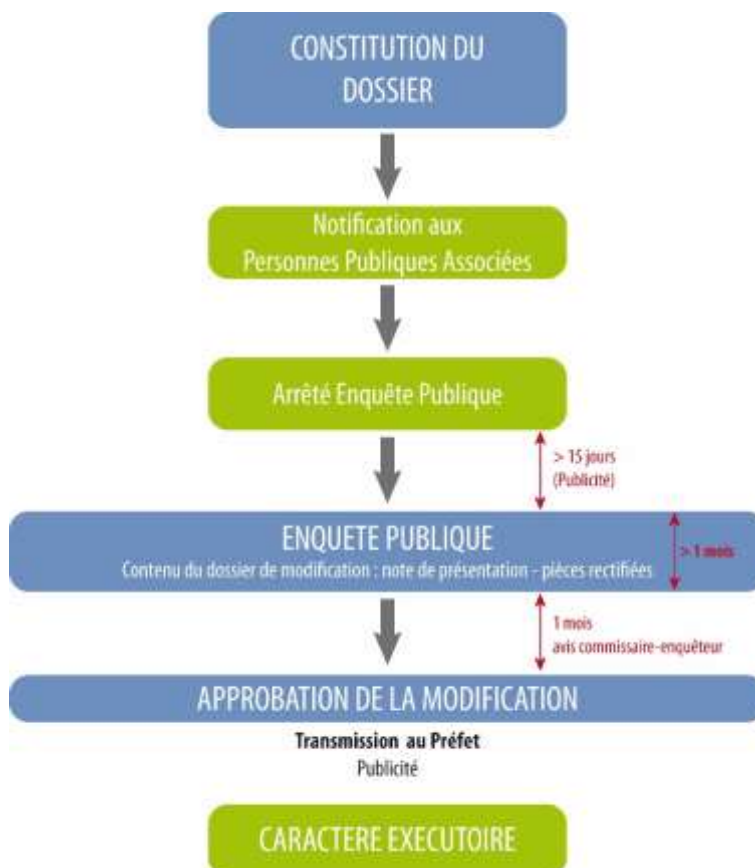 CONSTITUTION DU
DOSSIER
Notification aux
Personnes Publiques Associées
Arrêté Enquête Publique
> 15 jours
(Publicité)
ENQUETE PUBLIQUE
Contenu du dossier de modification : note de présentation - pièces rectifiées
> 1 mois
1 mois
avis commissaire-enquêteur
APPROBATION DE LA MODIFICATION
Transmission au Préfet
Publicité
CARACTERE EXECUTOIRE